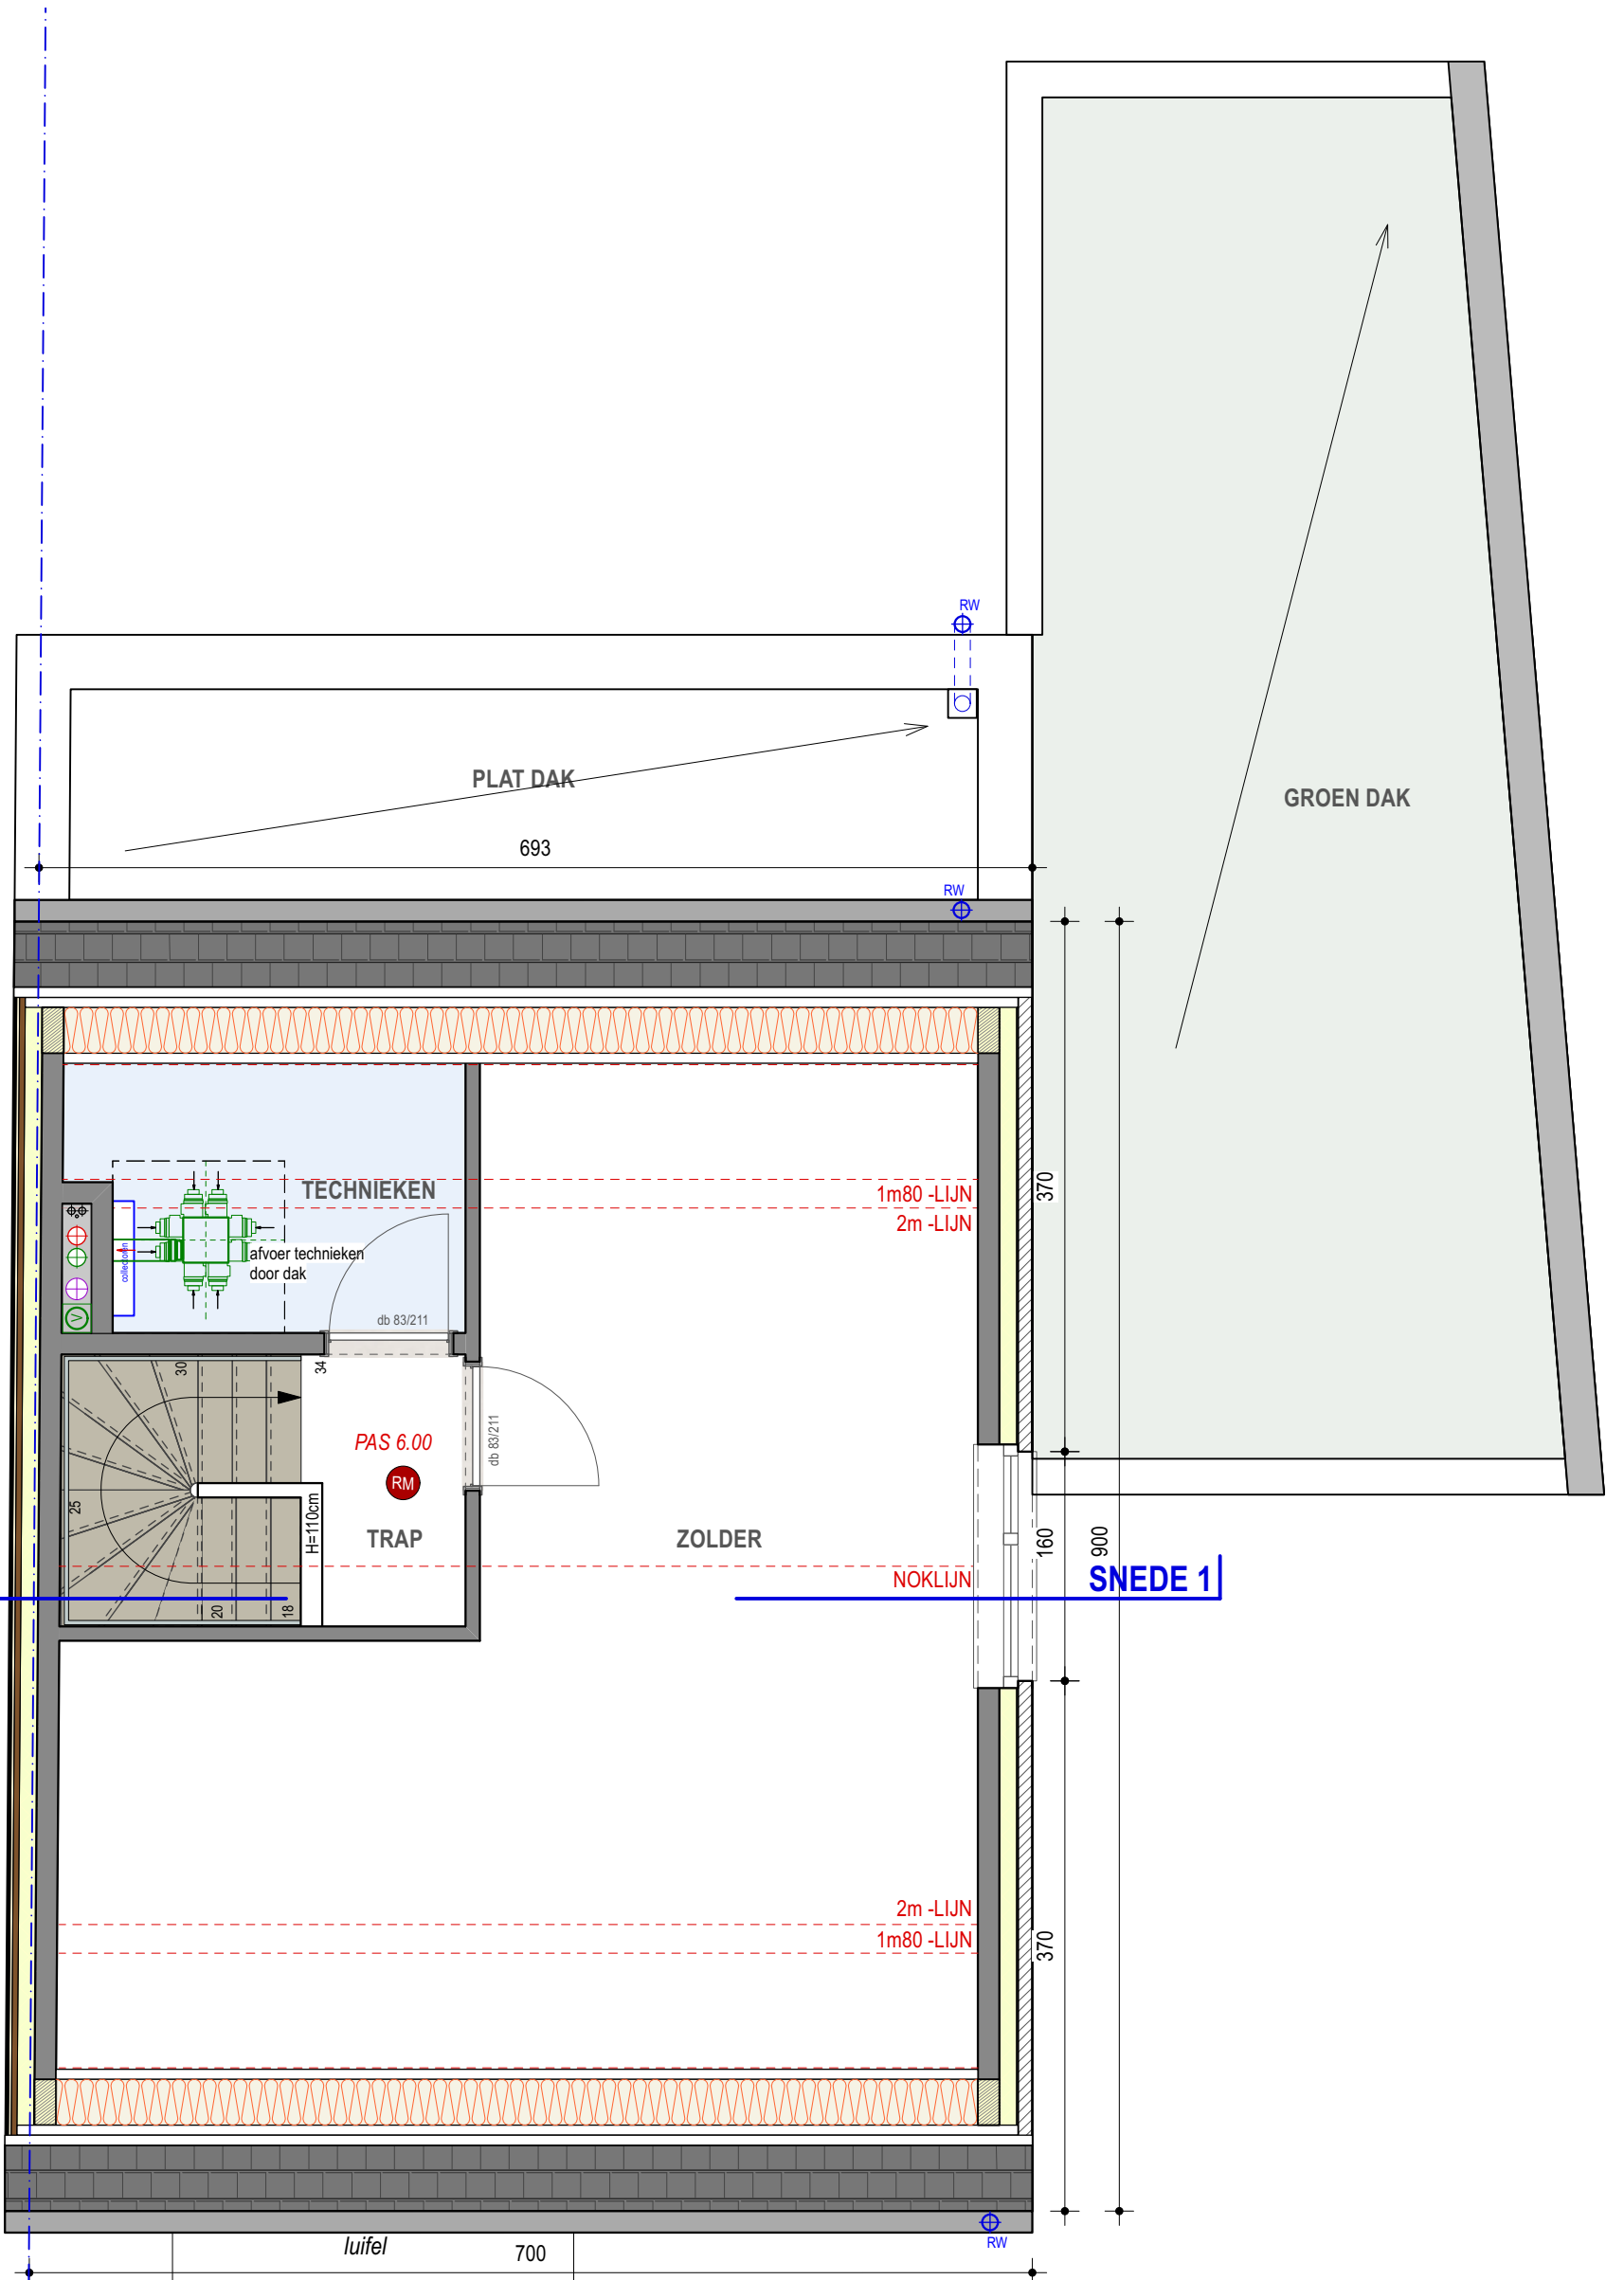 RW
PLAT DAK
GROEN DAK
693
RW
TECHNIEKEN
1m80 -LIJN
2m -LIJN
370
collectoren
afvoer technieken
door dak
V
db 83/211
30
34
PAS 6.00
db 83/211
RM
25
H=110cm
TRAP
ZOLDER
160
900
NOKLIJN
SNEDE 1
20
18
2m -LIJN
1m80 -LIJN
370
luifel
700
RW